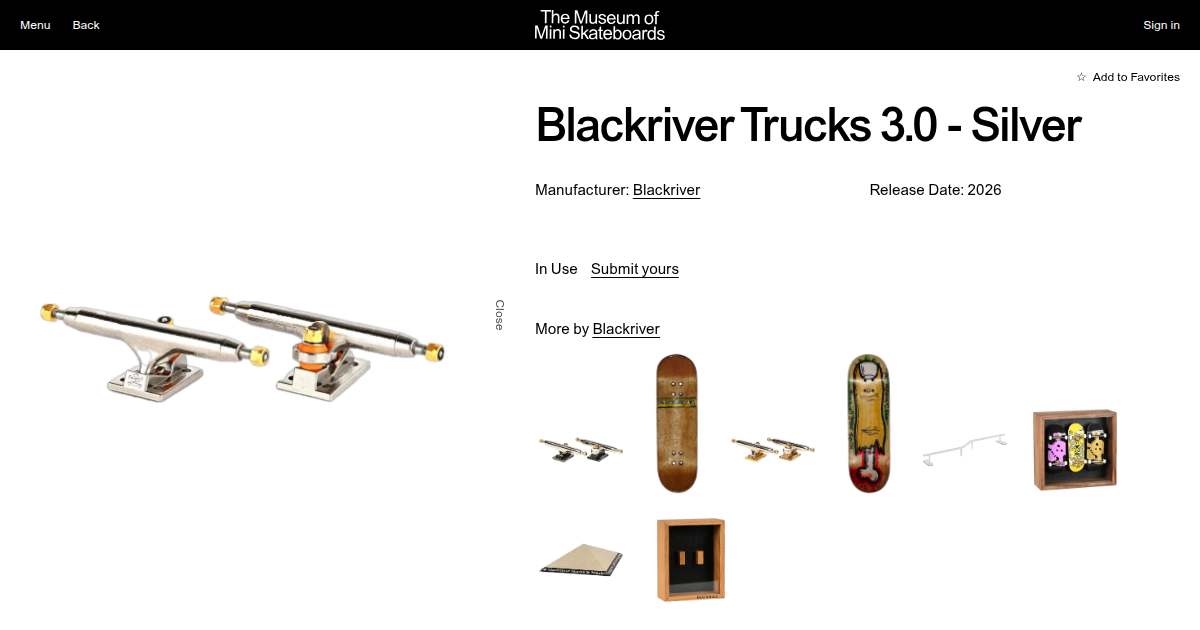 Menu
Back
The Museum of
Mini Skateboards
Sign in
☆ Add to Favorites
Blackriver Trucks 3.0 - Silver
Manufacturer: Blackriver
Release Date: 2026
In Use
Submit yours
Close
More by Blackriver